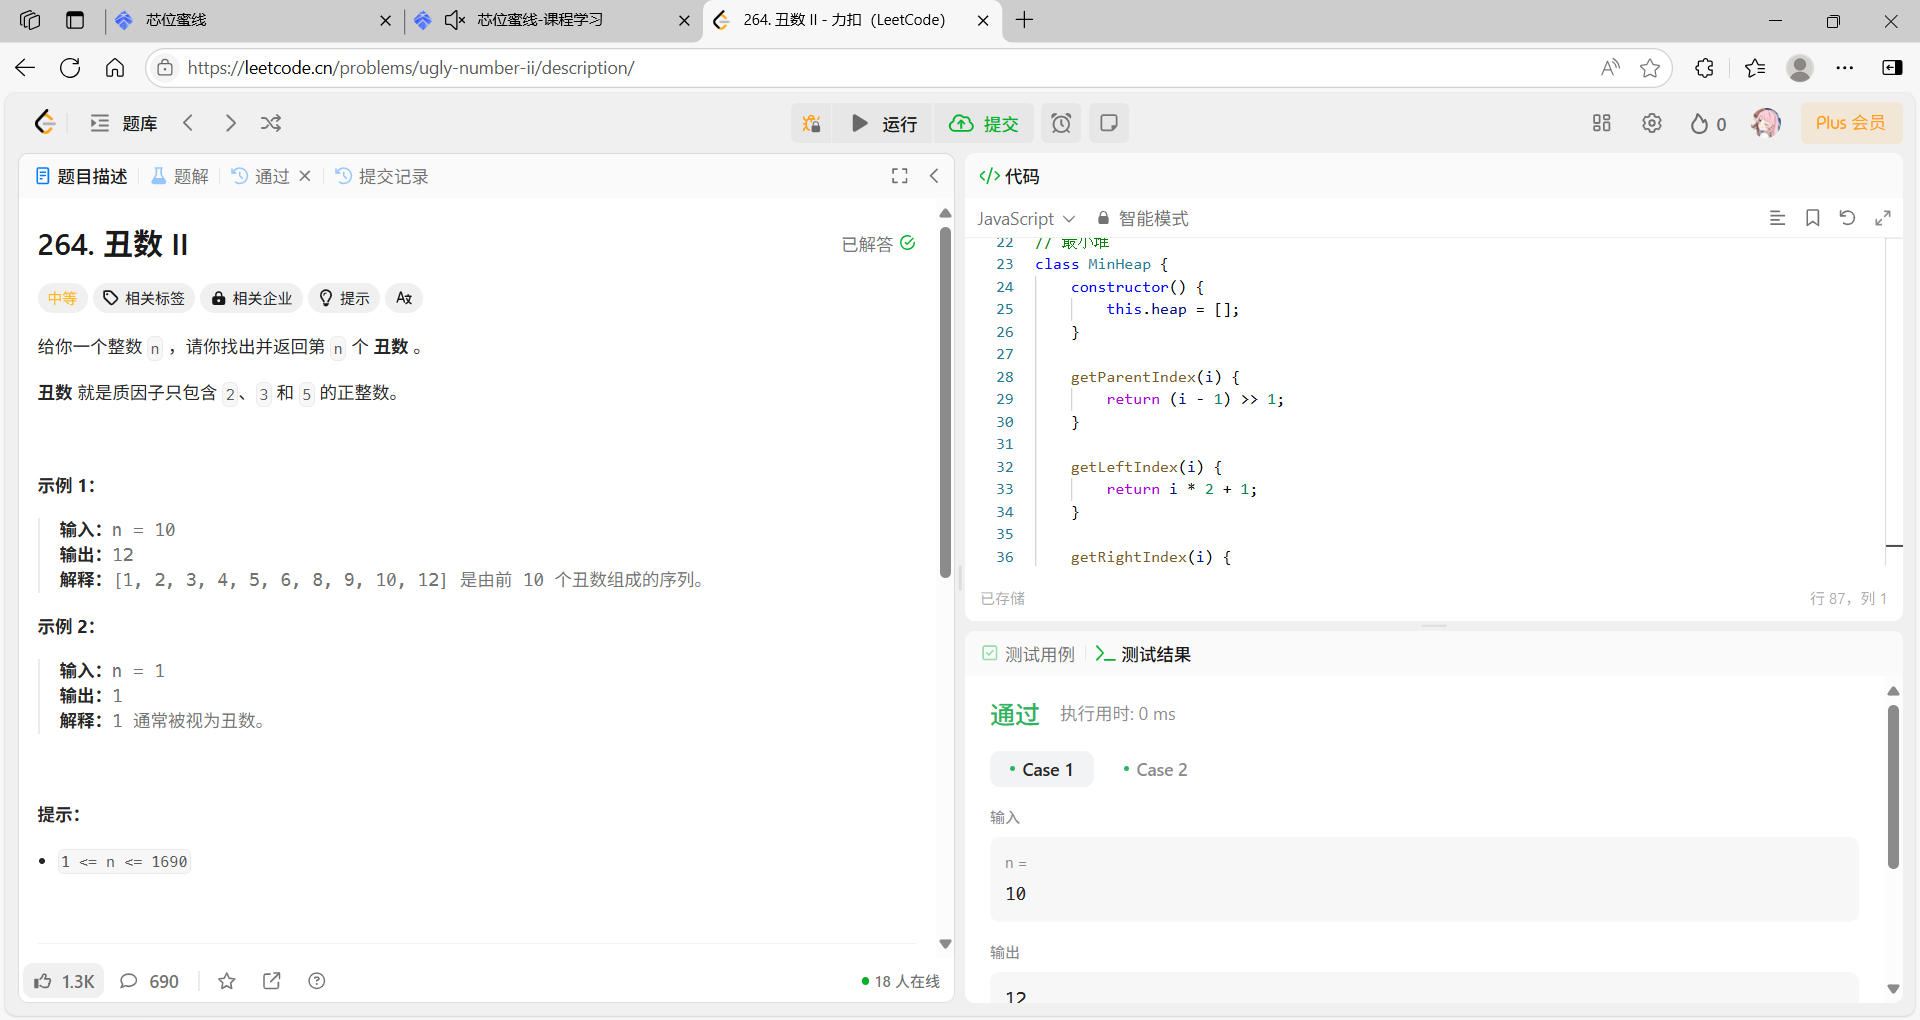 芯位蜜线
芯位蜜线-课程学习
264. 丑数 II - 力扣（LeetCode）
https://leetcode.cn/problems/ugly-number-ii/description/
题库
运行
提交
0
Plus 会员
题目描述
题解
通过
提交记录
264. 丑数 II
已解答
中等
相关标签
相关企业
提示
给你一个整数 n ，请你找出并返回第 n 个 丑数 。
丑数 就是质因子只包含 2、3 和 5 的正整数。
示例 1：
输入：n = 10
输出：12
解释：[1, 2, 3, 4, 5, 6, 8, 9, 10, 12] 是由前 10 个丑数组成的序列。
示例 2：
输入：n = 1
输出：1
解释：1 通常被视为丑数。
提示：
1 <= n <= 1690
1.3K
690
18 人在线
代码
JavaScript
智能模式
22 // 最小堆
23 class MinHeap {
24     constructor() {
25         this.heap = [];
26     }
27
28     getParentIndex(i) {
29         return (i - 1) >> 1;
30     }
31
32     getLeftIndex(i) {
33         return i * 2 + 1;
34     }
35
36     getRightIndex(i) {
已存储
行 87，列 1
测试用例
测试结果
通过
执行用时: 0 ms
Case 1
Case 2
输入
n =
10
输出
12